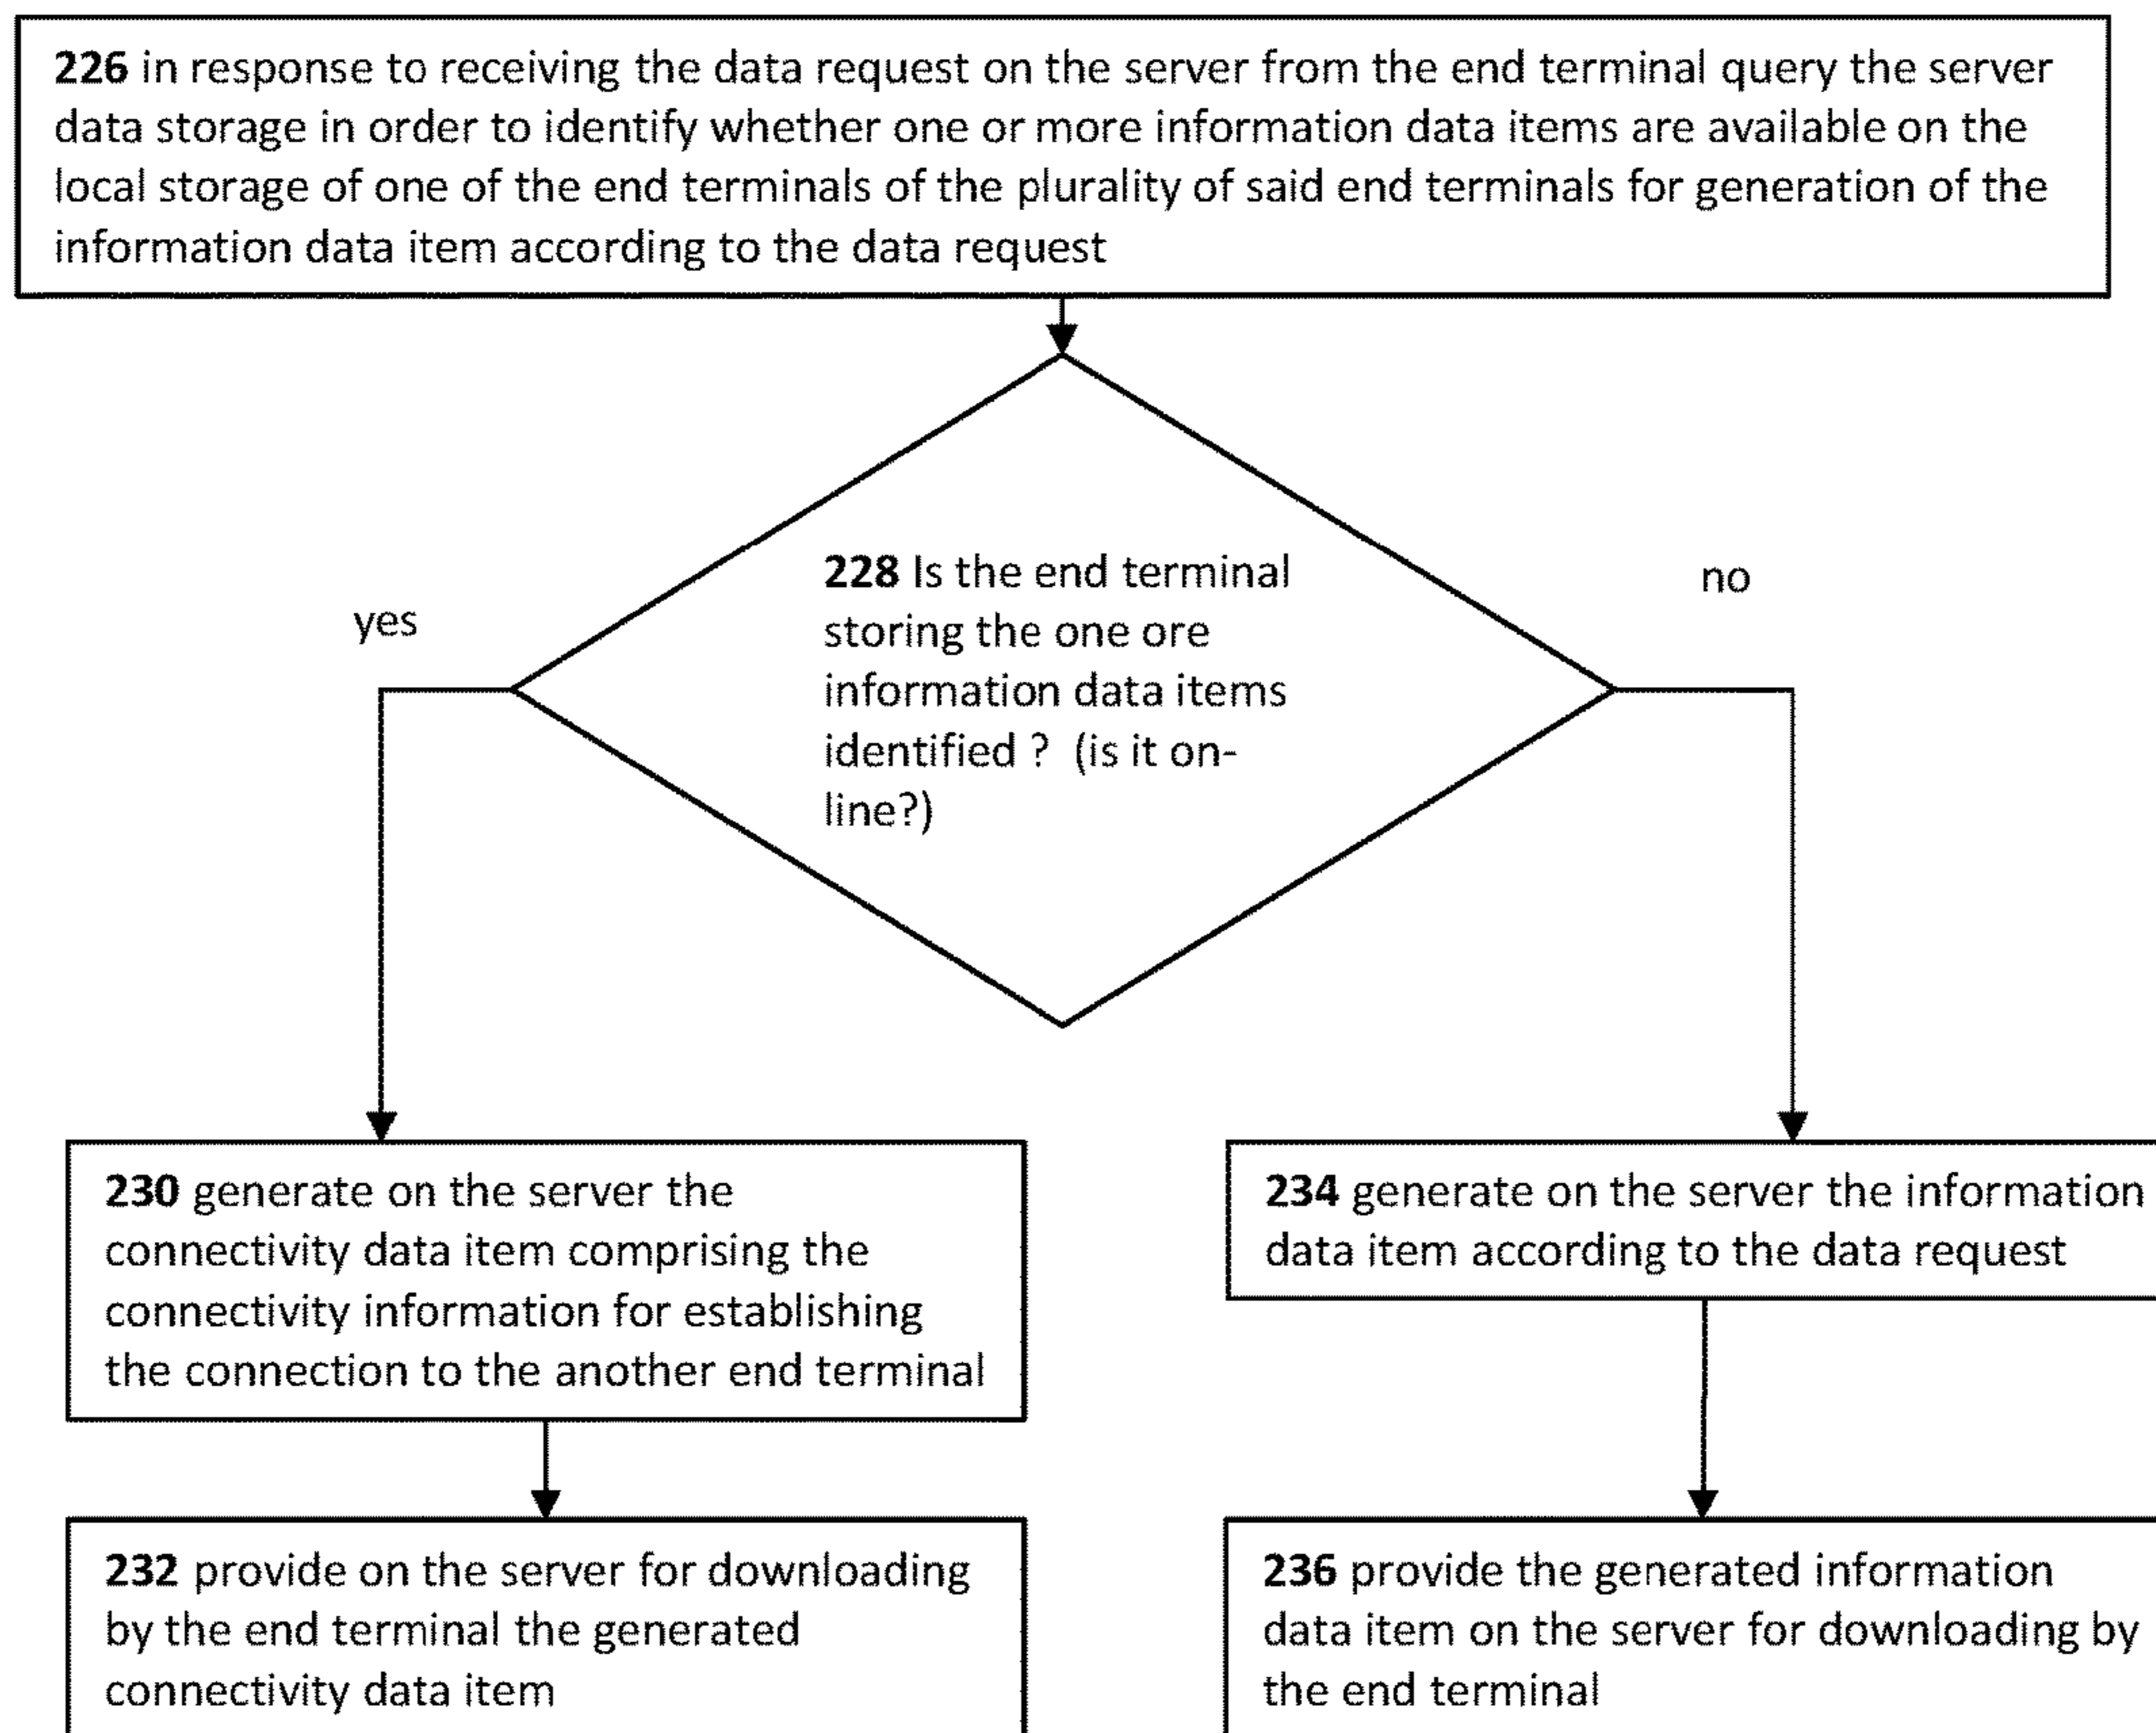 226 in response to receiving the data request on the server from the end terminal query the server
data storage in order to identify whether one or more information data items are available on the
local storage of one of the end terminals of the plurality of said end terminals for generation of the
information data item according to the data request
228 Is the end terminal
storing the one ore
information data items
identified ? (is it on-
line?)
yes
no
230 generate on the server the
connectivity data item comprising the
connectivity information for establishing
the connection to the another end terminal
234 generate on the server the information
data item according to the data request
232 provide on the server for downloading
by the end terminal the generated
connectivity data item
236 provide the generated information
data item on the server for downloading by
the end terminal